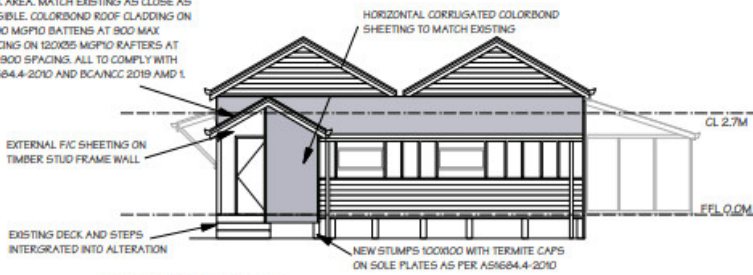 AREA. MATCH EXISTING AS CLOSE AS
SIBLE. COLORBOND ROOF CLADDING ON
MGP10 BATTENS AT 900 MAX
ING ON 120X35 MGP10 RAFTERS AT
900 SPACING. ALL TO COMPLY WITH
684.4-2010 AND BCA/NCC 2019 AMD 1.
HORIZONTAL CORRUGATED COLORBOND
SHEETING TO MATCH EXISTING
CL 2.7M
EXTERNAL F/C SHEETING ON
TIMBER STUD FRAME WALL
FFL 0.0M
EXISTING DECK AND STEPS
INTERGRATED INTO ALTERATION
NEW STUMPS 100X100 WITH TERMITE CAPS
ON SOLE PLATES AS PER AS1684.4-2010